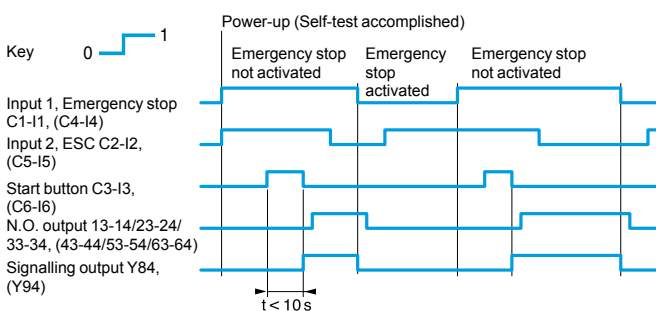 Power-up (Self-test accomplished)
Key
0
1
Emergency stop
not activated
Emergency
stop
activated
Emergency stop
not activated
Input 1, Emergency stop
C1-I1, (C4-I4)
Input 2, ESC C2-I2,
(C5-I5)
Start button C3-I3,
(C6-I6)
N.O. output 13-14/23-24/
33-34, (43-44/53-54/63-64)
Signalling output Y84,
(Y94)
t < 10 s